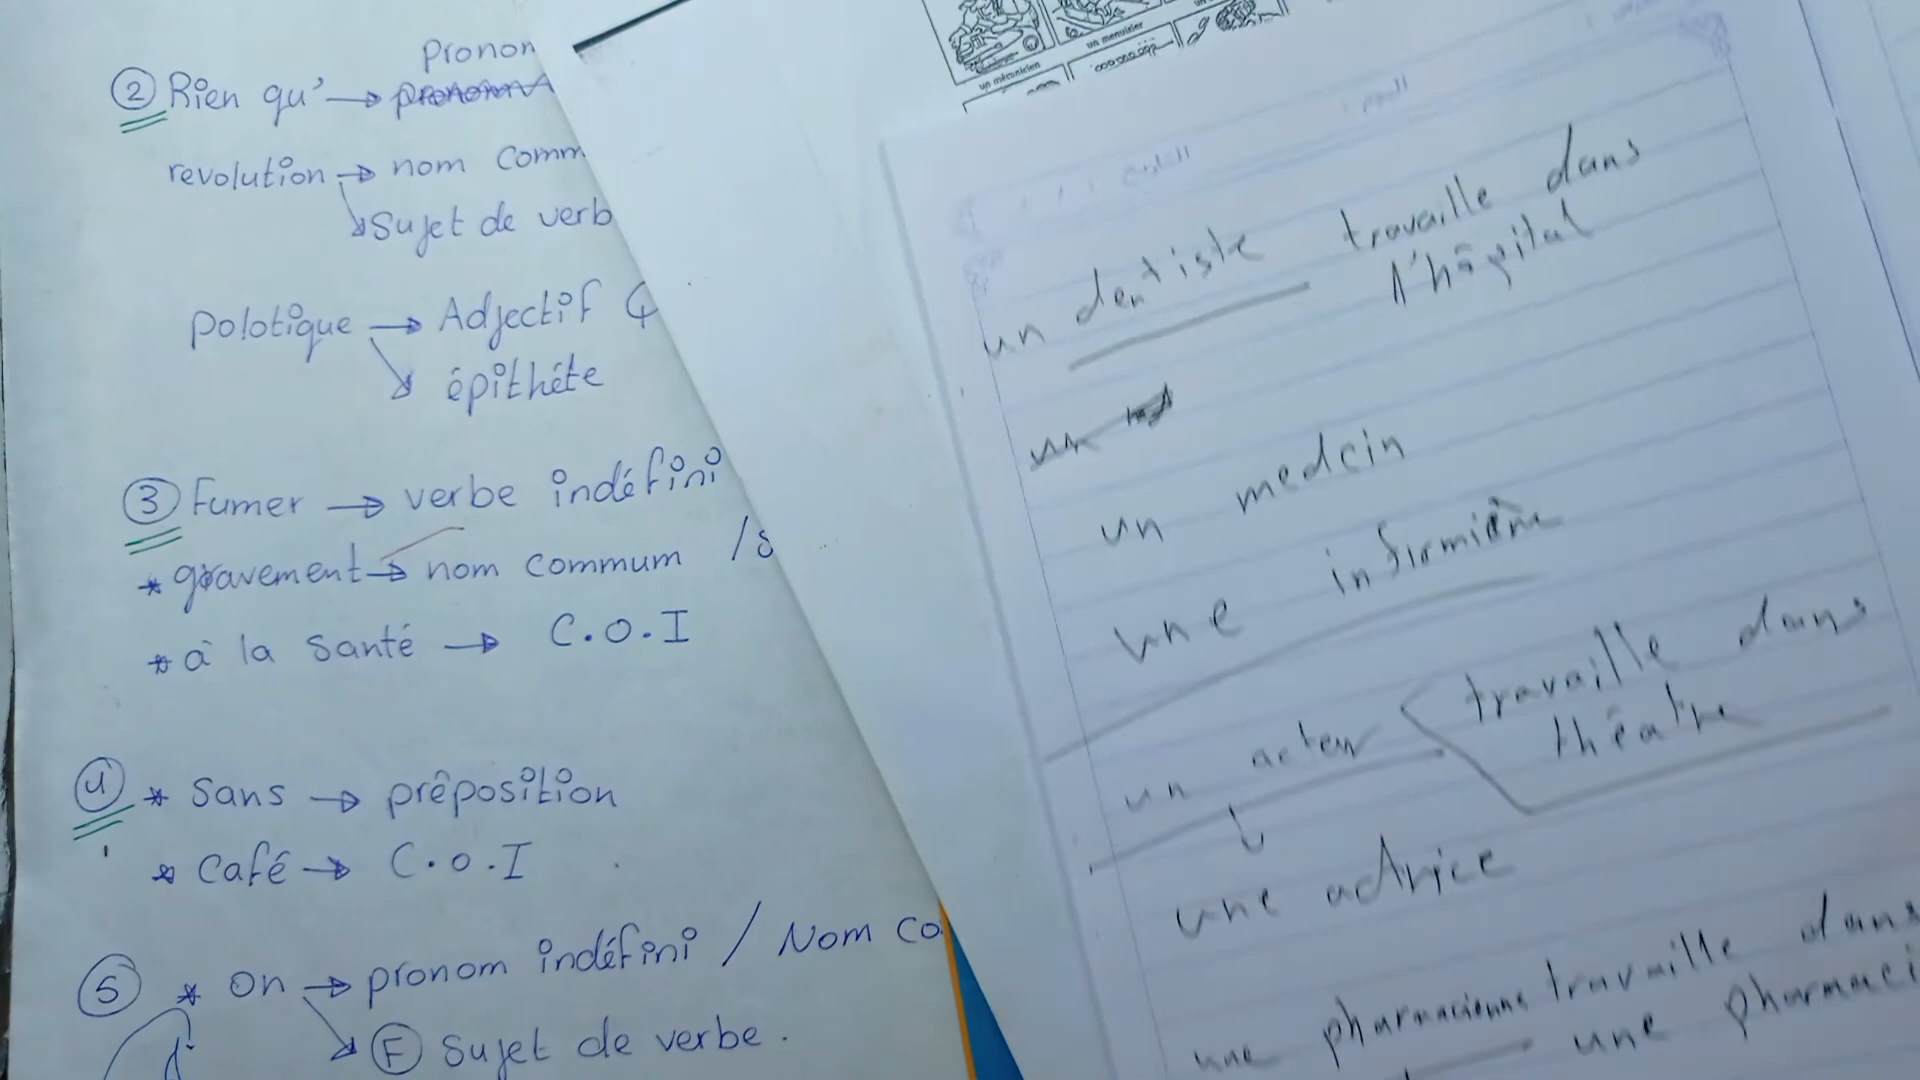 pronon
② Rien qu' → pronom
revolution → nom comm
Sujet de verb
Polotique → Adjectif
épithéte
③ Fumer → verbe indéfini
* gravement → nom commum /
* à la Santé → C.O.I
④ * Sans → préposition
* Café → C.O.I
⑤ * On → pronom indéfini / Nom co
Ⓕ Sujet de verbe.
un mécanicien
un menuisier
un dentiste travaille dans
l'hôpital
un
un medcin
une infirmière
un acteur travaille dans
théatre
une actrice
une pharmacienne travaille dans
une pharmaci